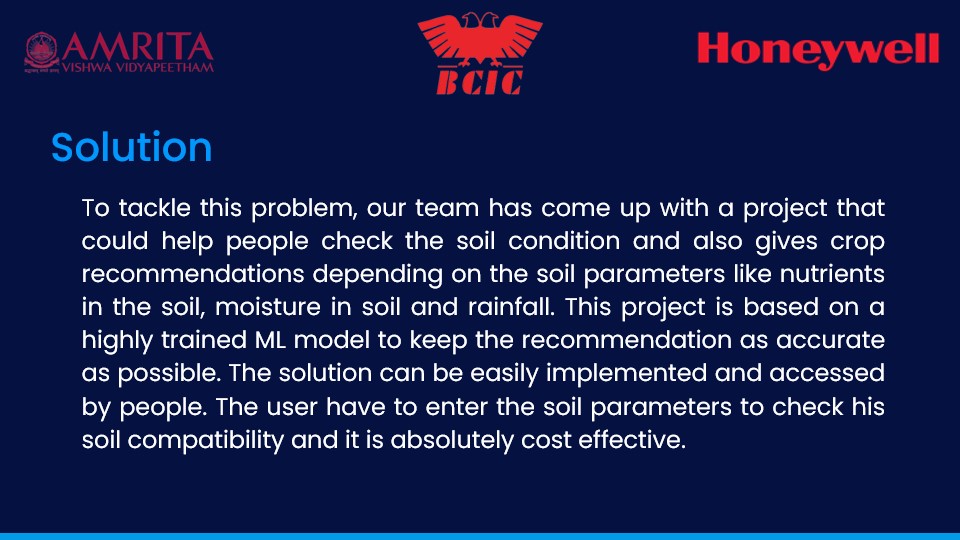 AMRITA
VISHWA VIDYAPEETHAM
BCIC
Honeywell
Solution
To tackle this problem, our team has come up with a project that
could help people check the soil condition and also gives crop
recommendations depending on the soil parameters like nutrients
in the soil, moisture in soil and rainfall. This project is based on a
highly trained ML model to keep the recommendation as accurate
as possible. The solution can be easily implemented and accessed
by people. The user have to enter the soil parameters to check his
soil compatibility and it is absolutely cost effective.